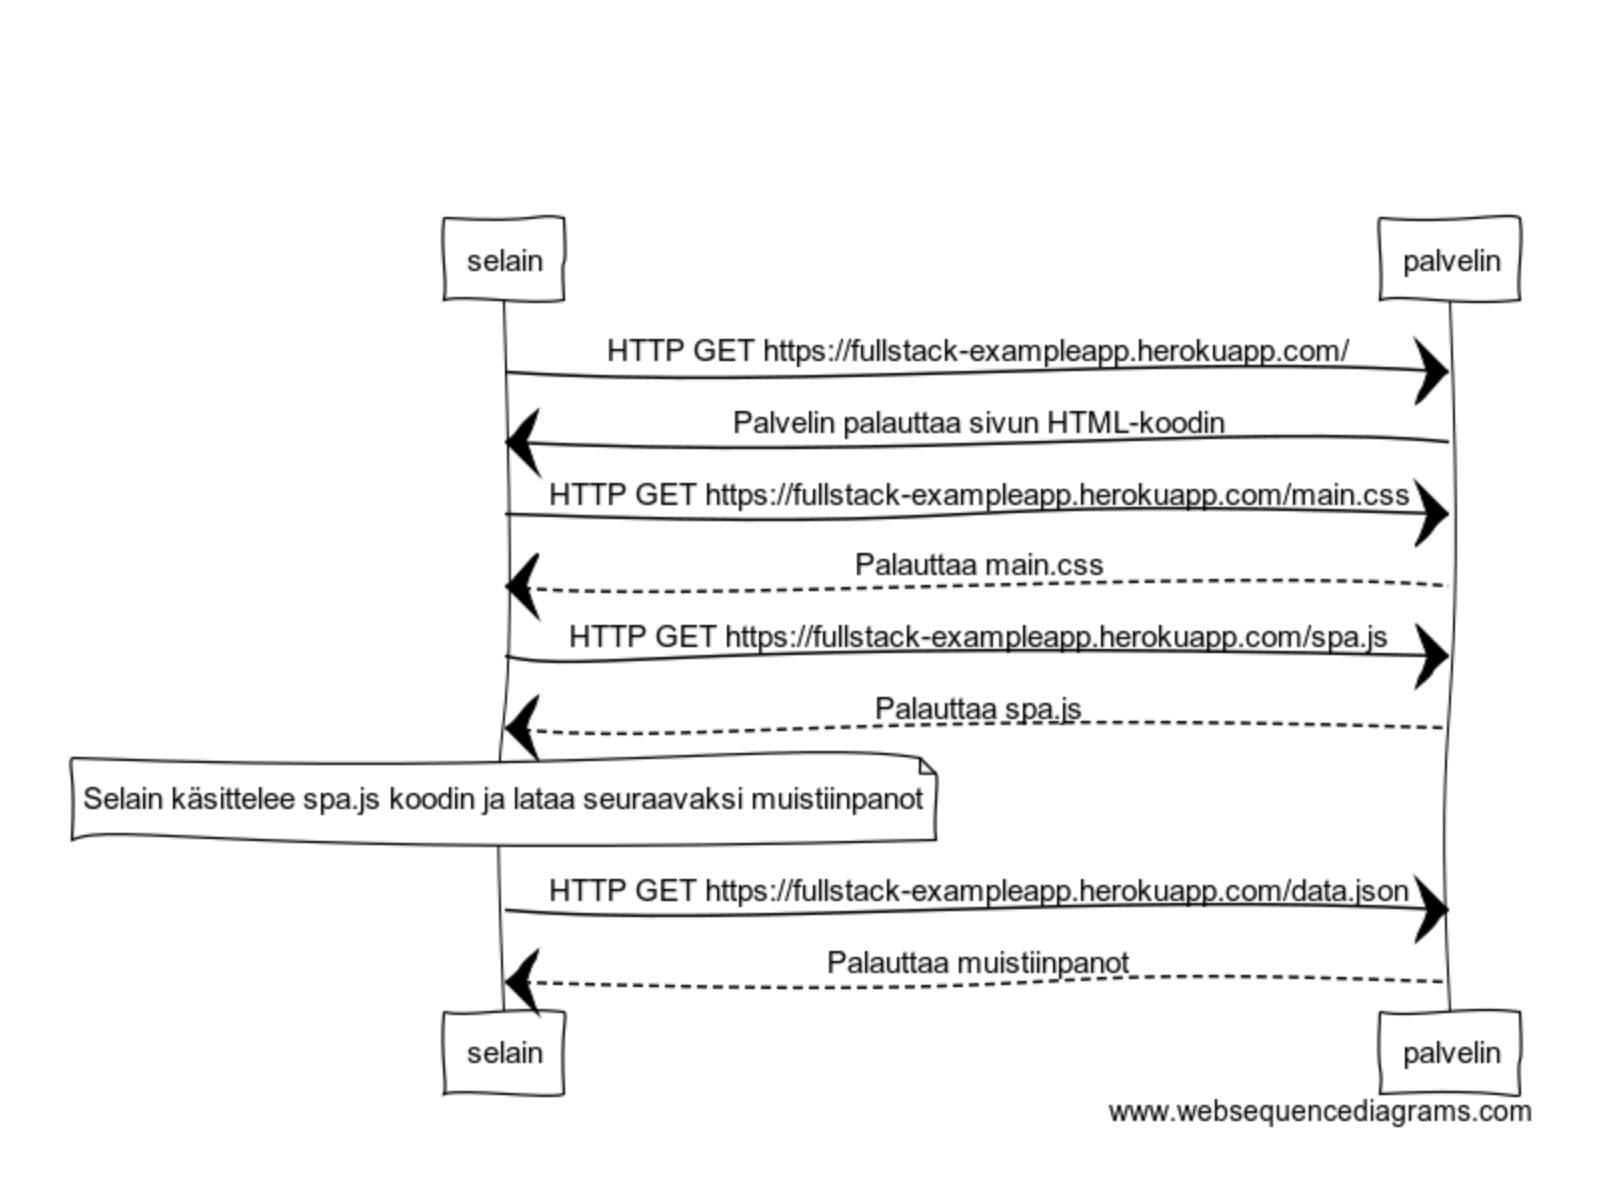 selain
palvelin
HTTP GET https://fullstack-exampleapp.herokuapp.com/
Palvelin palauttaa sivun HTML-koodin
HTTP GET https://fullstack-exampleapp.herokuapp.com/main.css
Palauttaa main.css
HTTP GET https://fullstack-exampleapp.herokuapp.com/spa.js
Palauttaa spa.js
Selain käsittelee spa.js koodin ja lataa seuraavaksi muistiinpanot
HTTP GET https://fullstack-exampleapp.herokuapp.com/data.json
Palauttaa muistiinpanot
selain
palvelin
www.websequencediagrams.com